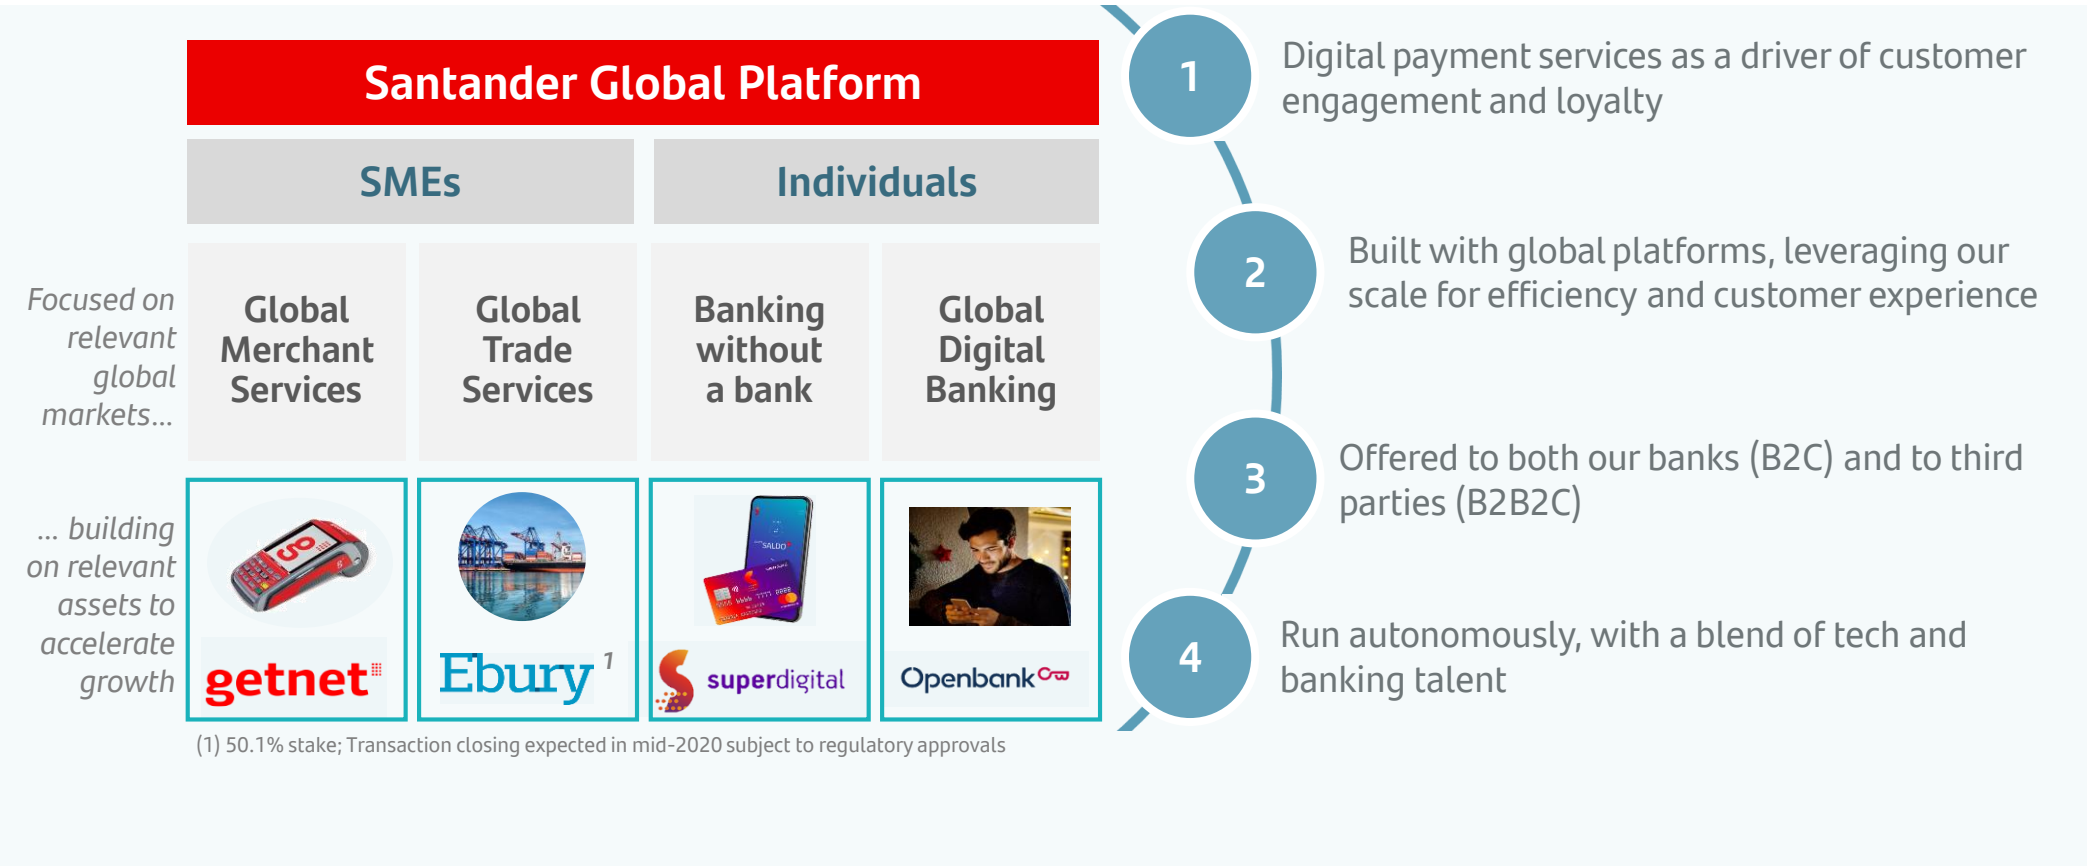 Santander Global Platform
SMEs
Individuals
Focused on
relevant
global
markets...
Global
Merchant
Services
Global
Trade
Services
Banking
without
a bank
Global
Digital
Banking
... building
on relevant
assets to
accelerate
growth
getnet
Ebury 1
SALDO
superdigital
Openbank
(1) 50.1% stake; Transaction closing expected in mid-2020 subject to regulatory approvals
1
Digital payment services as a driver of customer
engagement and loyalty
2
Built with global platforms, leveraging our
scale for efficiency and customer experience
3
Offered to both our banks (B2C) and to third
parties (B2B2C)
4
Run autonomously, with a blend of tech and
banking talent